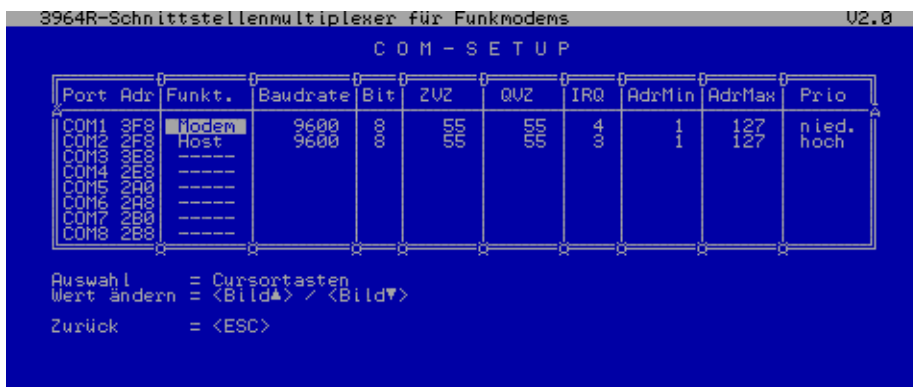 3964R-Schnittstellenmultiplexer für Funkmodems V2.0
COM-SETUP
Port Adr Funkt. Baudrate Bit ZVZ QVZ IRQ AdrMin AdrMax Prio
COM1 3F8 Modem 9600 8 55 55 4 1 127 nied.
COM2 2F8 Host 9600 8 55 55 3 1 127 hoch
COM3 3E8 -----
COM4 2E8 -----
COM5 2A0 -----
COM6 2A8 -----
COM7 2B0 -----
COM8 2B8 -----
Auswahl = Cursortasten
Wert ändern = <Bild▲> / <Bild▼>
Zurück = <ESC>